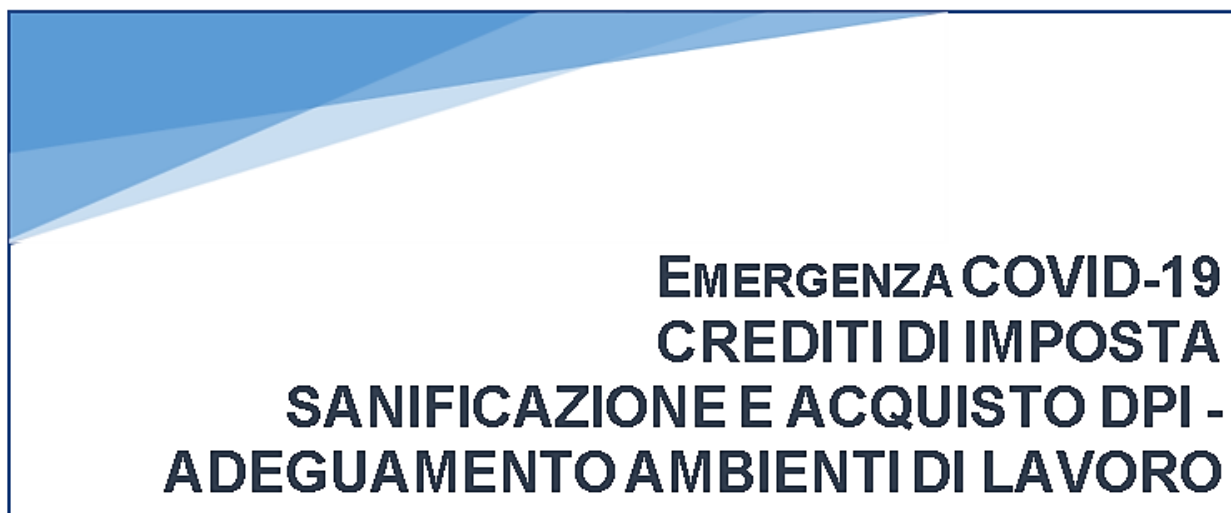 EMERGENZA COVID-19
CREDITI DI IMPOSTA
SANIFICAZIONE E ACQUISTO DPI -
ADEGUAMENTO AMBIENTI DI LAVORO